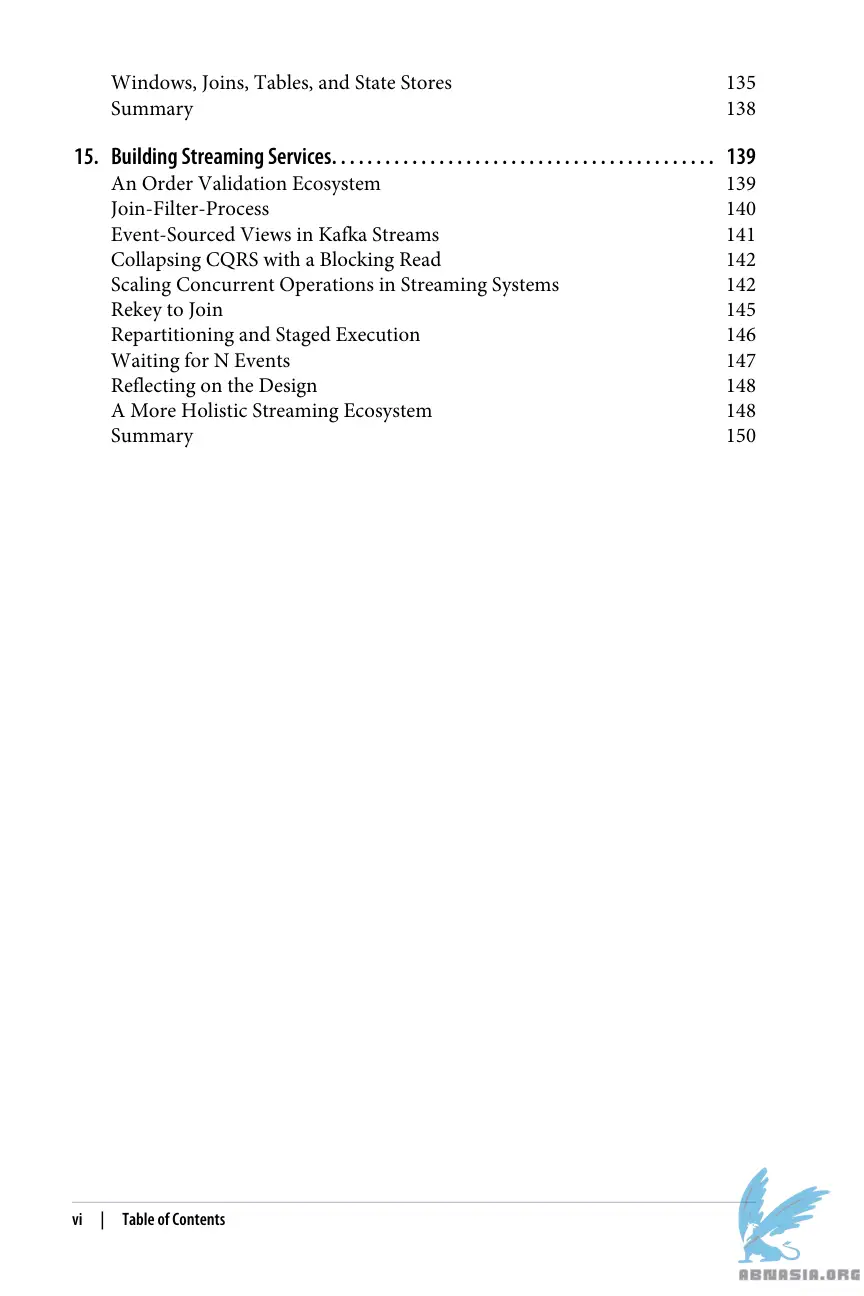 Windows, Joins, Tables, and State Stores 135
Summary 138
15. Building Streaming Services. . . . . . . . . . . . . . . . . . . . . . . . . . . . . . . . . . . . . . . . . . . 139
An Order Validation Ecosystem 139
Join-Filter-Process 140
Event-Sourced Views in Kafka Streams 141
Collapsing CQRS with a Blocking Read 142
Scaling Concurrent Operations in Streaming Systems 142
Rekey to Join 145
Repartitioning and Staged Execution 146
Waiting for N Events 147
Reflecting on the Design 148
A More Holistic Streaming Ecosystem 148
Summary 150
vi | Table of Contents
ABNASIA.ORG